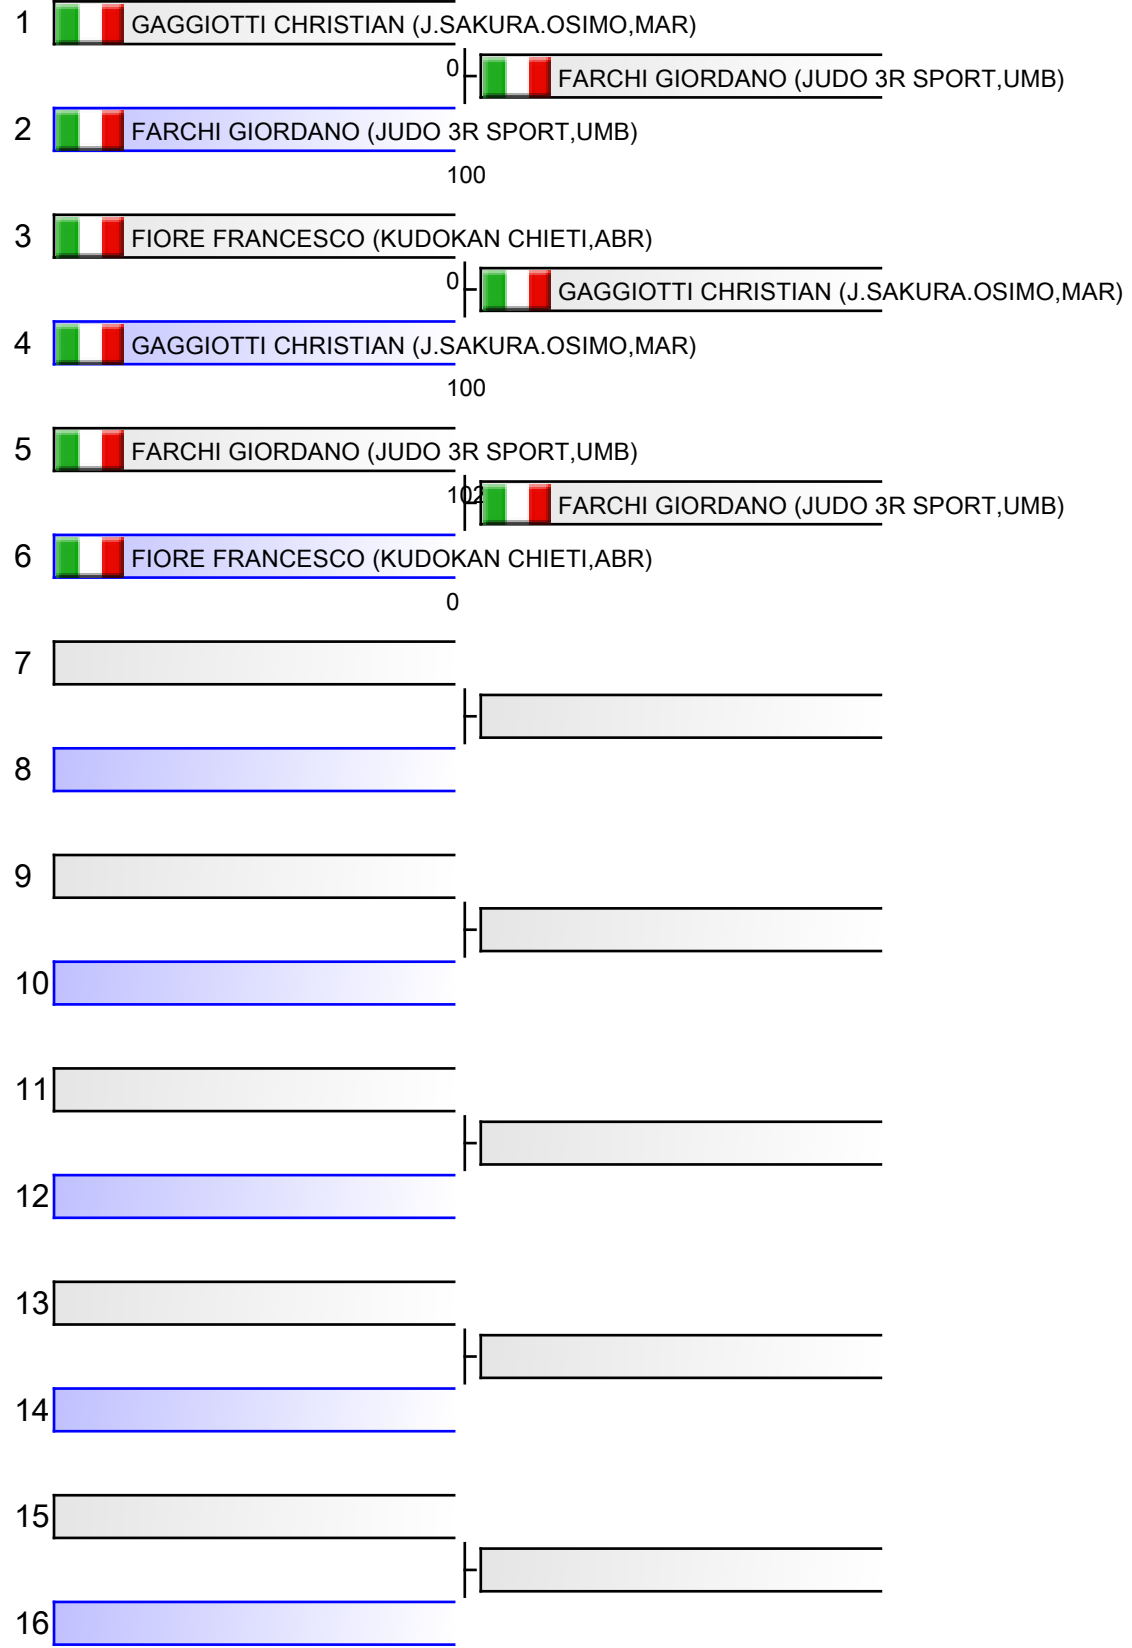 1 GAGGIOTTI CHRISTIAN (J.SAKURA.OSIMO,MAR)
0 FARCHI GIORDANO (JUDO 3R SPORT,UMB)
2 FARCHI GIORDANO (JUDO 3R SPORT,UMB)
100
3 FIORE FRANCESCO (KUDOKAN CHIETI,ABR)
0 GAGGIOTTI CHRISTIAN (J.SAKURA.OSIMO,MAR)
4 GAGGIOTTI CHRISTIAN (J.SAKURA.OSIMO,MAR)
100
5 FARCHI GIORDANO (JUDO 3R SPORT,UMB)
102 FARCHI GIORDANO (JUDO 3R SPORT,UMB)
6 FIORE FRANCESCO (KUDOKAN CHIETI,ABR)
0
7
8
9
10
11
12
13
14
15
16